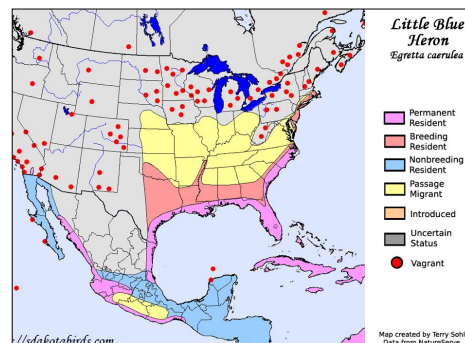 Little Blue
Heron
Egretta caerulea
Permanent
Resident
Breeding
Resident
Nonbreeding
Resident
Passage
Migrant
Introduced
Uncertain
Status
Vagrant
Map created by Terry Sohl
Data from NatureServe
//sdakotabirds.com